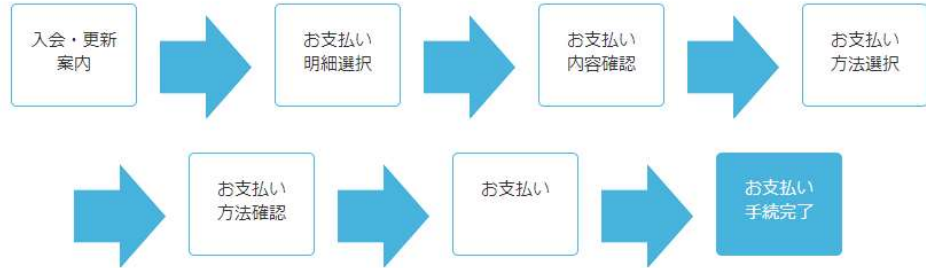 入会・更新
案内
お支払い
明細選択
お支払い
内容確認
お支払い
方法選択
お支払い
方法確認
お支払い
お支払い
手続完了